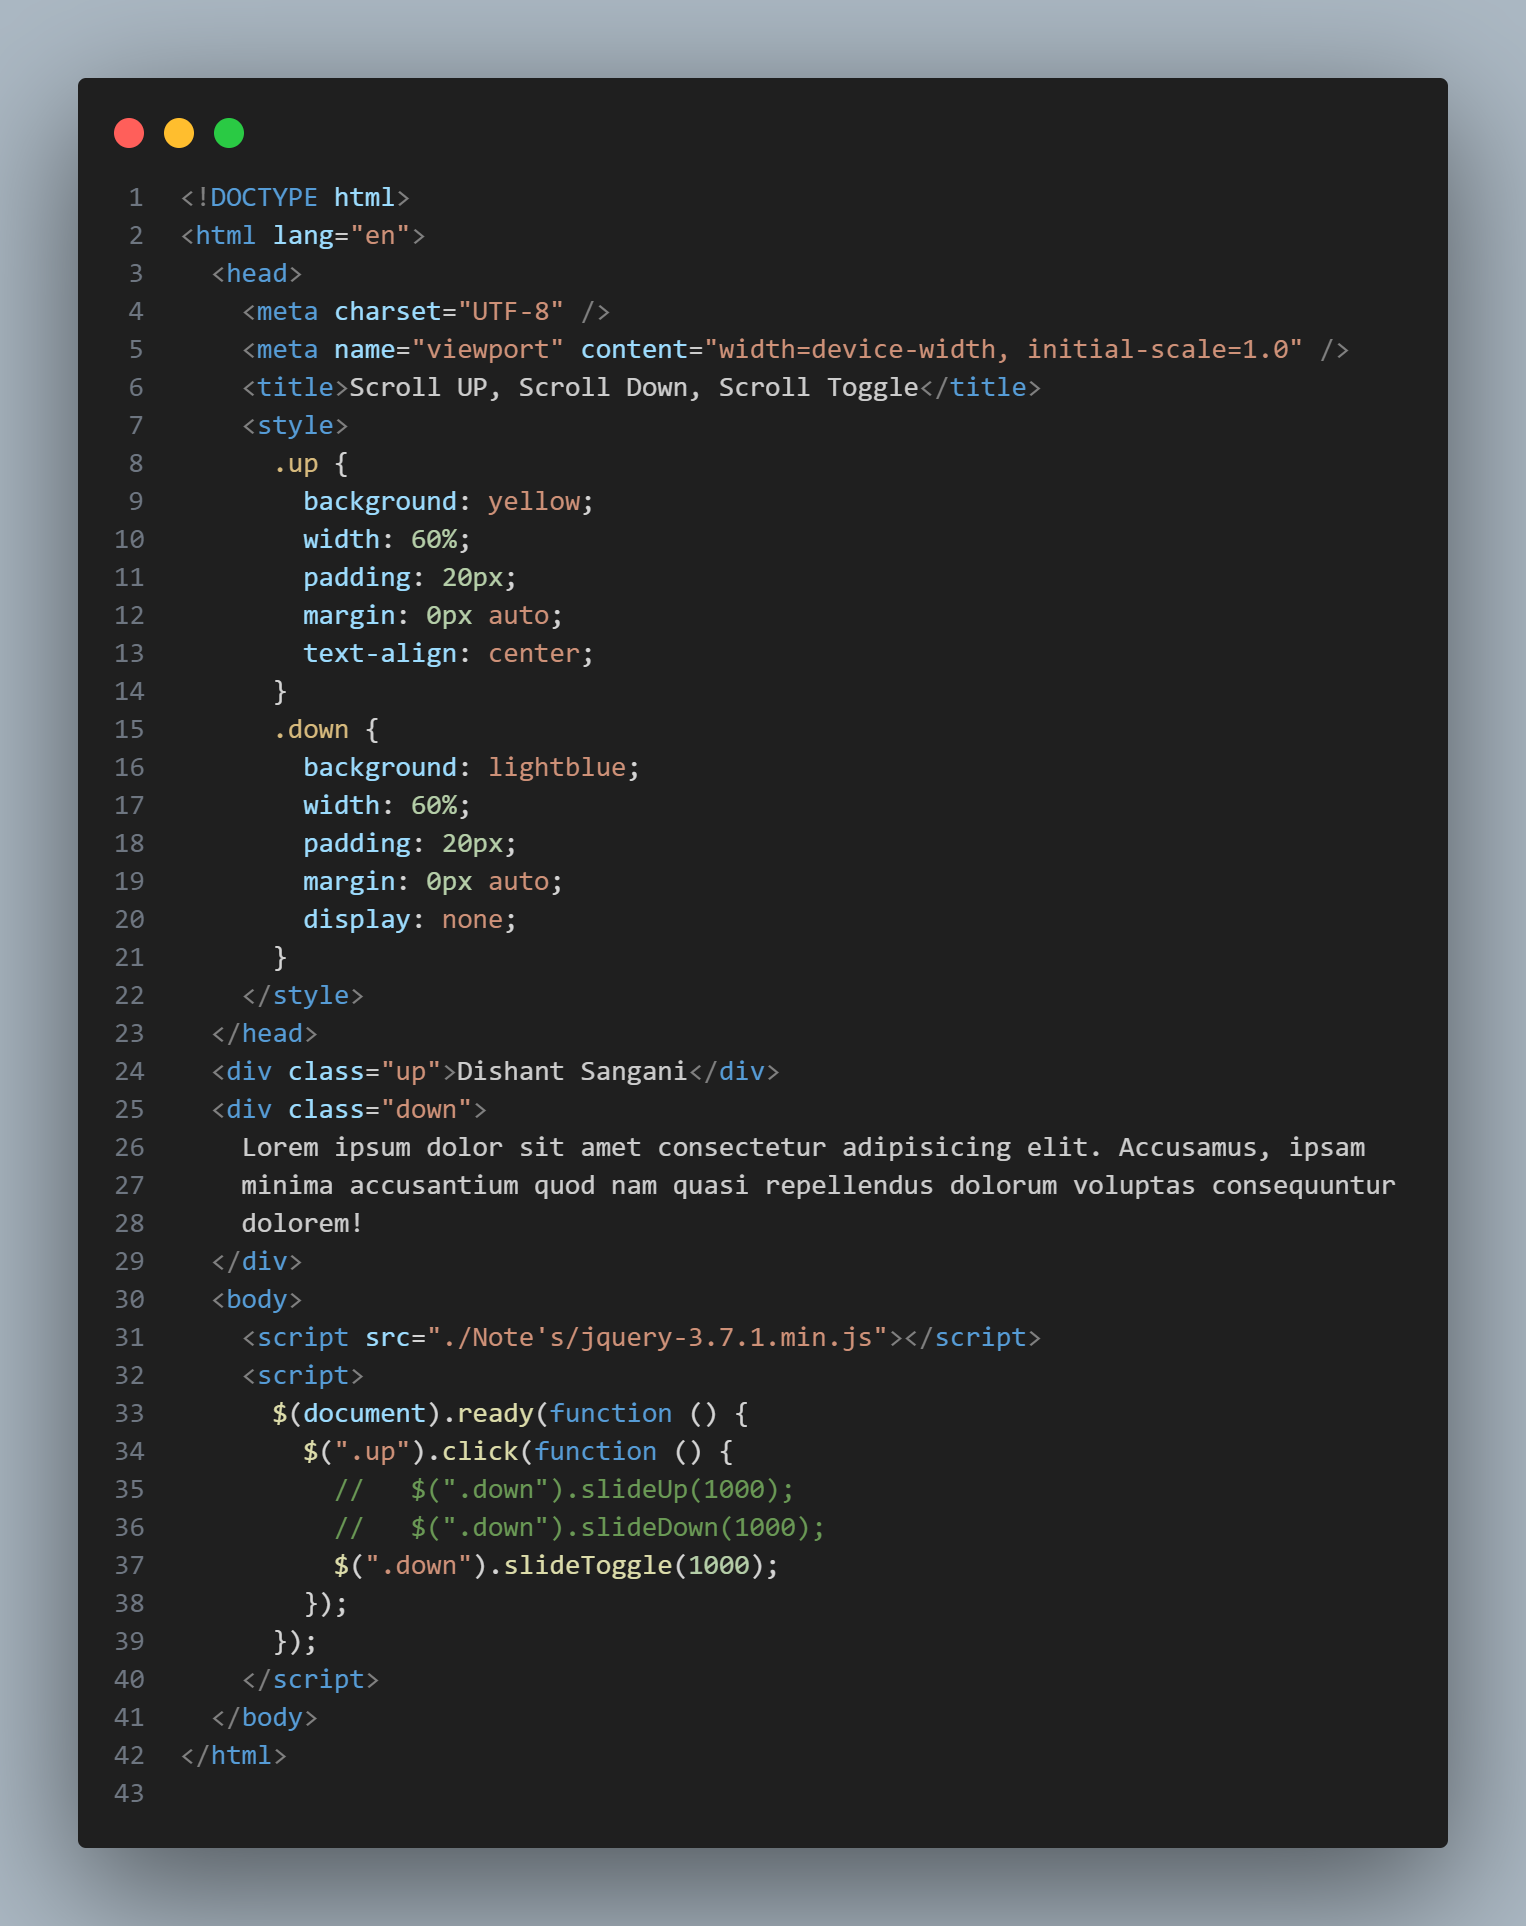 1 <!DOCTYPE html>
2 <html lang="en">
3   <head>
4     <meta charset="UTF-8" />
5     <meta name="viewport" content="width=device-width, initial-scale=1.0" />
6     <title>Scroll UP, Scroll Down, Scroll Toggle</title>
7     <style>
8       .up {
9         background: yellow;
10         width: 60%;
11         padding: 20px;
12         margin: 0px auto;
13         text-align: center;
14       }
15       .down {
16         background: lightblue;
17         width: 60%;
18         padding: 20px;
19         margin: 0px auto;
20         display: none;
21       }
22     </style>
23   </head>
24   <div class="up">Dishant Sangani</div>
25   <div class="down">
26     Lorem ipsum dolor sit amet consectetur adipisicing elit. Accusamus, ipsam
27     minima accusantium quod nam quasi repellendus dolorum voluptas consequuntur
28     dolorem!
29   </div>
30   <body>
31     <script src="./Note's/jquery-3.7.1.min.js"></script>
32     <script>
33       $(document).ready(function () {
34         $(".up").click(function () {
35           //   $(".down").slideUp(1000);
36           //   $(".down").slideDown(1000);
37           $(".down").slideToggle(1000);
38         });
39       });
40     </script>
41   </body>
42 </html>
43